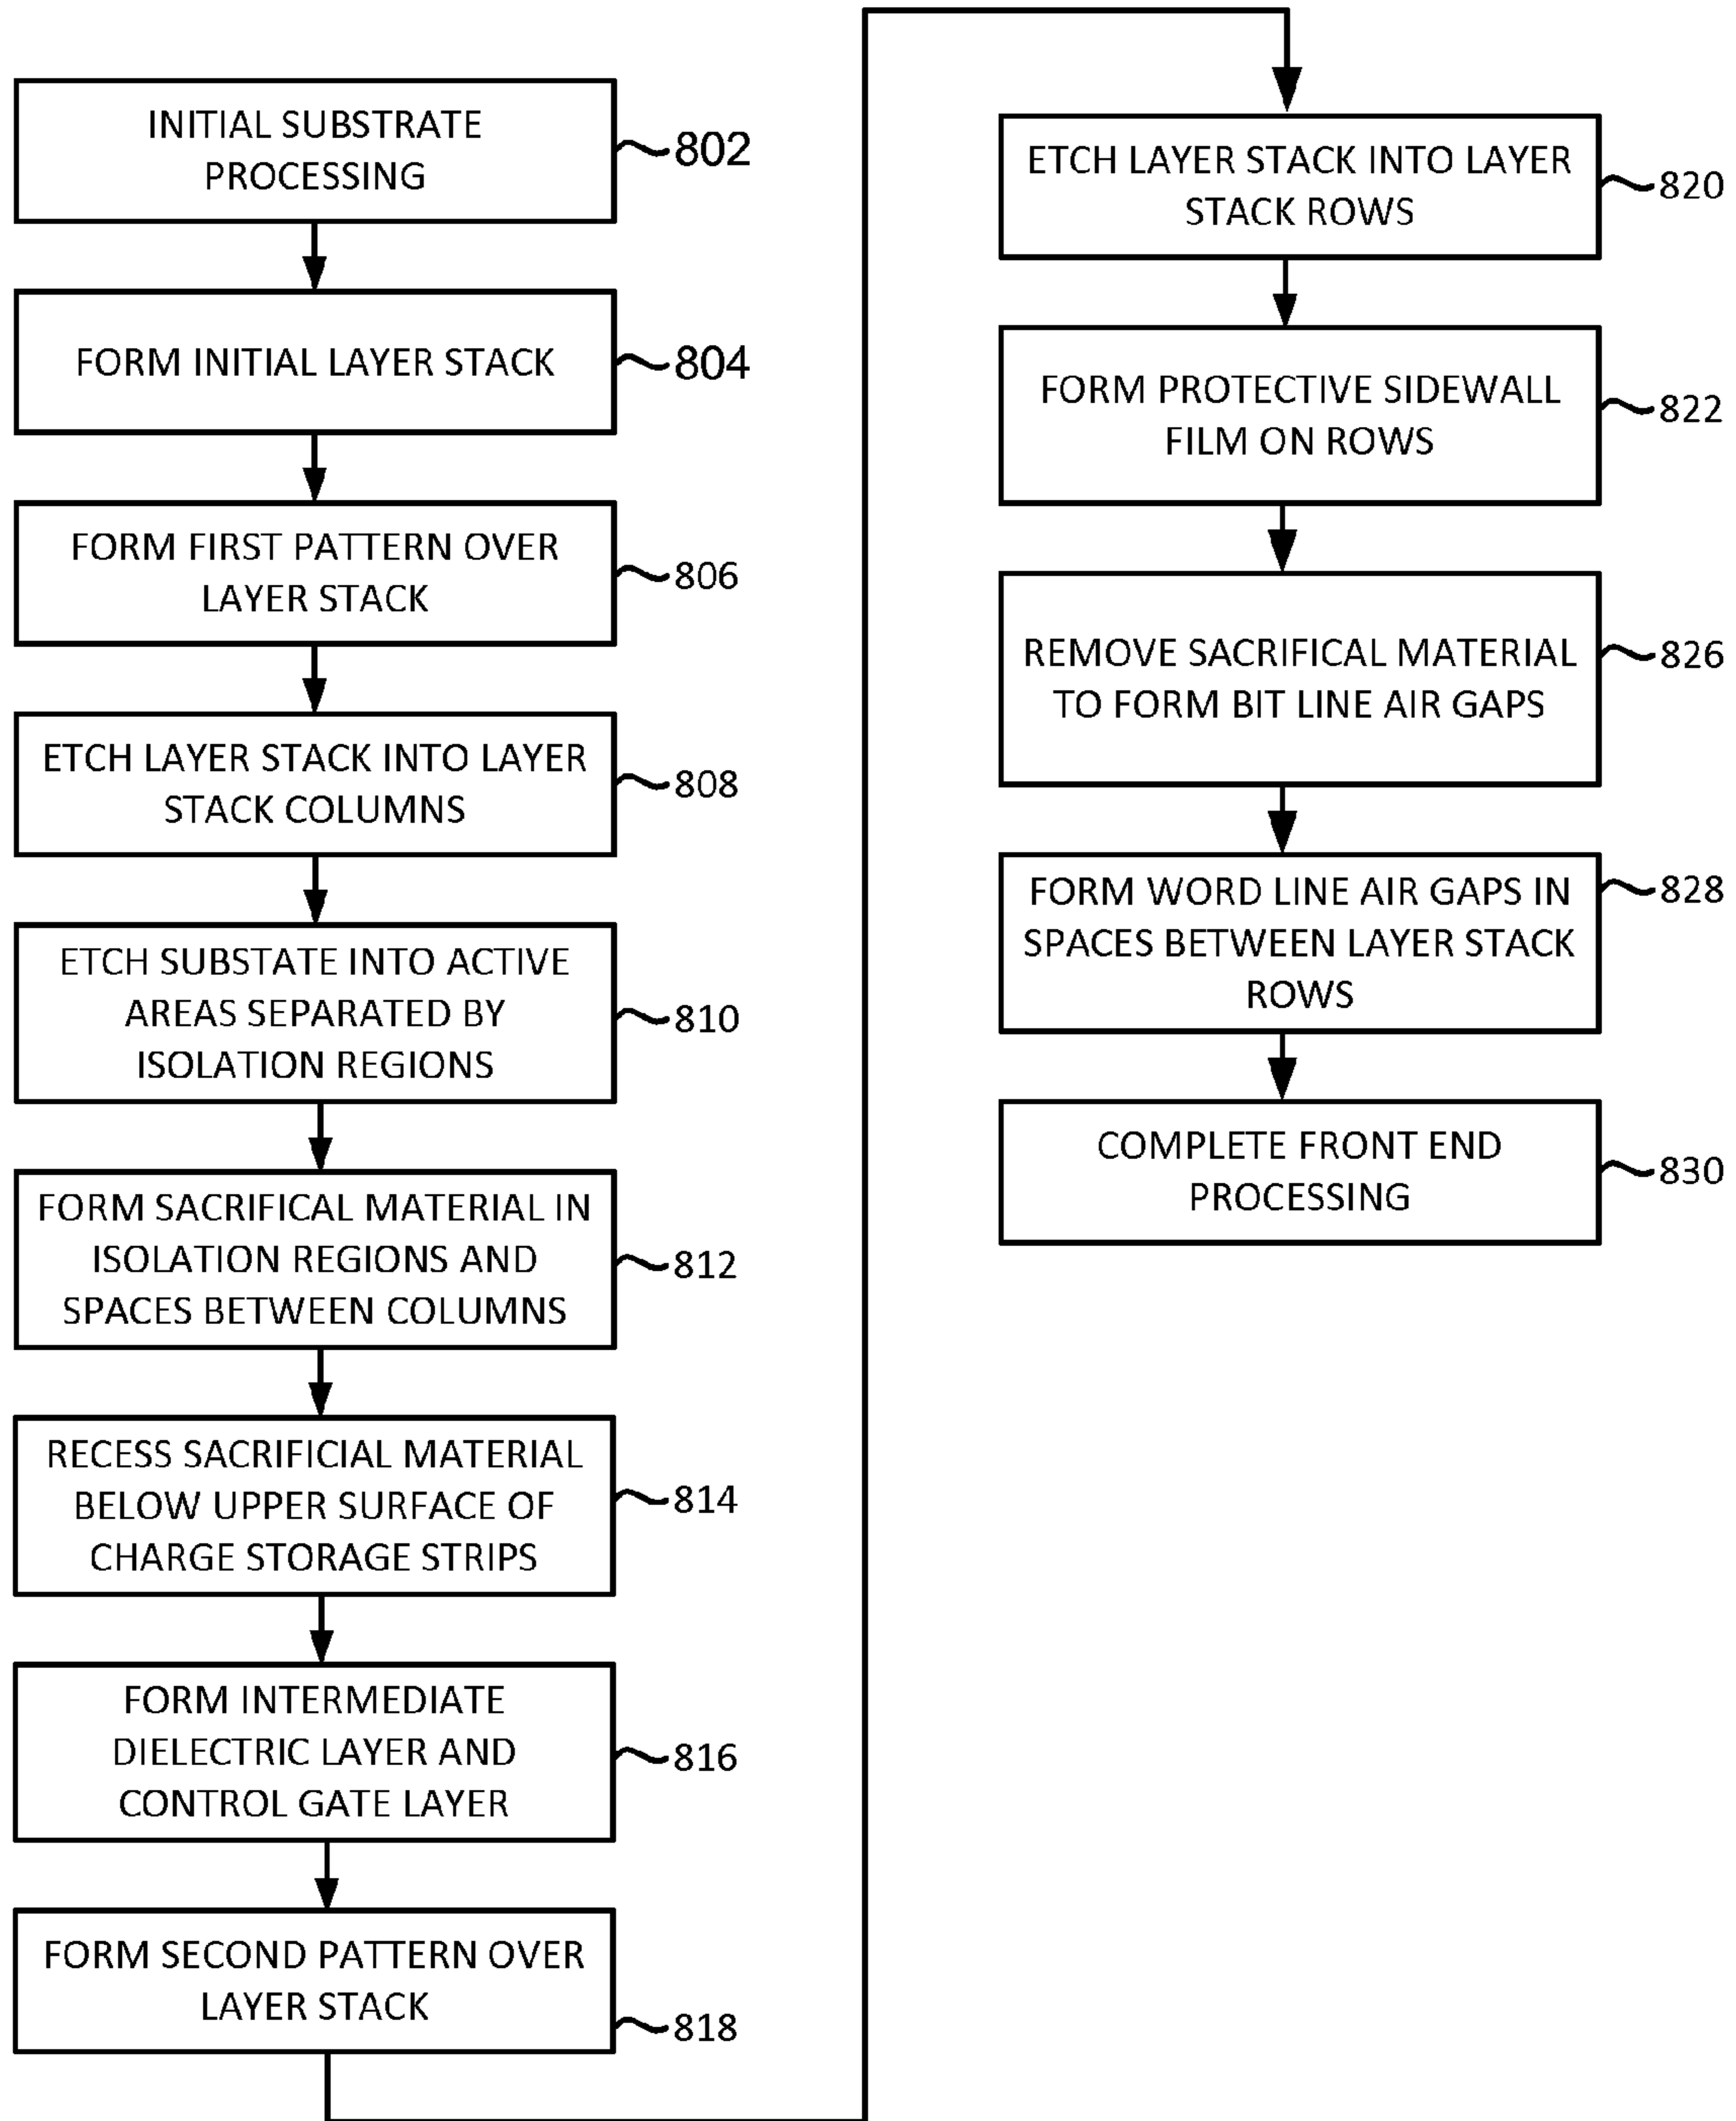 INITIAL SUBSTRATE
PROCESSING
802
FORM INITIAL LAYER STACK
804
FORM FIRST PATTERN OVER
LAYER STACK
806
ETCH LAYER STACK INTO LAYER
STACK COLUMNS
808
ETCH SUBSTATE INTO ACTIVE
AREAS SEPARATED BY
ISOLATION REGIONS
810
FORM SACRIFICAL MATERIAL IN
ISOLATION REGIONS AND
SPACES BETWEEN COLUMNS
812
RECESS SACRIFICIAL MATERIAL
BELOW UPPER SURFACE OF
CHARGE STORAGE STRIPS
814
FORM INTERMEDIATE
DIELECTRIC LAYER AND
CONTROL GATE LAYER
816
FORM SECOND PATTERN OVER
LAYER STACK
818
ETCH LAYER STACK INTO LAYER
STACK ROWS
820
FORM PROTECTIVE SIDEWALL
FILM ON ROWS
822
REMOVE SACRIFICAL MATERIAL
TO FORM BIT LINE AIR GAPS
826
FORM WORD LINE AIR GAPS IN
SPACES BETWEEN LAYER STACK
ROWS
828
COMPLETE FRONT END
PROCESSING
830